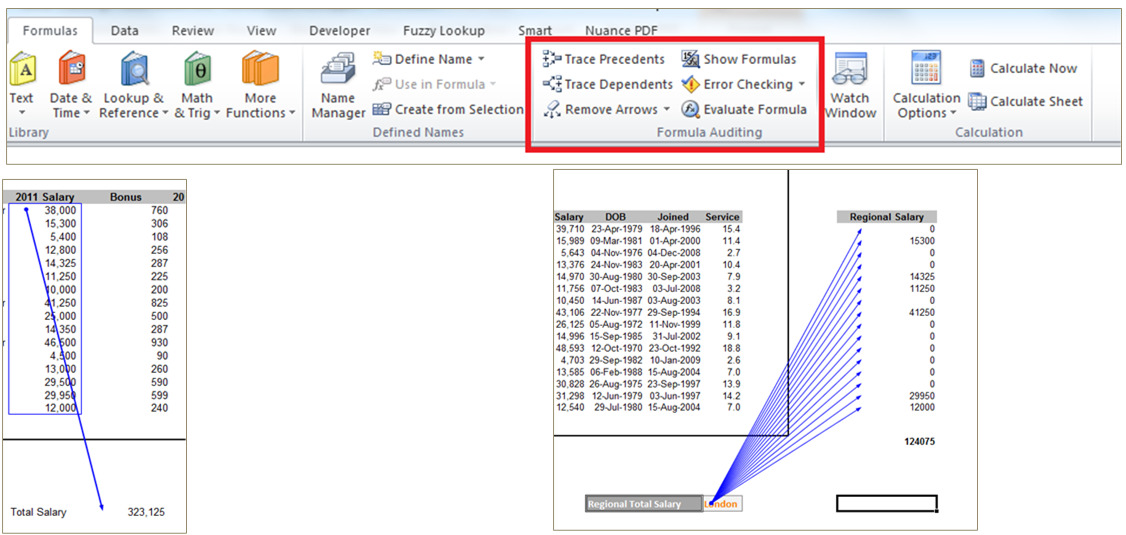 Formulas Data Review View Developer Fuzzy Lookup Smart Nuance PDF
Trace Precedents Show Formulas
Define Name Calculate Now
Use in Formula Trace Dependents Error Checking
Text Date & Lookup & Math More Name Watch Calculation Calculate Sheet
Time Reference & Trig Functions Manager Create from Selection Remove Arrows Evaluate Formula Window Options
Library Defined Names Formula Auditing Calculation
2011 Salary Bonus 20
38,000 760
15,300 306
5,400 108
12,800 256
14,325 287
11,250 225
10,000 200
41,250 825
25,000 500
14,350 287
46,500 930
4,500 90
13,000 260
29,500 590
29,950 599
12,000 240
Total Salary 323,125
Salary DOB Joined Service Regional Salary
39,710 23-Apr-1979 18-Apr-1996 15.4 0
15,989 09-Mar-1981 01-Apr-2000 11.4 15300
5,643 04-Nov-1976 04-Dec-2008 2.7 0
13,376 24-Nov-1983 20-Apr-2001 10.4 0
14,970 30-Aug-1980 30-Sep-2003 7.9 14325
11,756 07-Oct-1983 03-Jul-2008 3.2 11250
10,450 14-Jun-1987 03-Aug-2003 8.1 0
43,106 22-Nov-1977 29-Sep-1994 16.9 41250
26,125 05-Aug-1972 11-Nov-1999 11.8 0
14,996 15-Sep-1985 31-Jul-2002 9.1 0
48,593 12-Oct-1970 23-Oct-1992 18.8 0
4,703 29-Sep-1982 10-Jan-2009 2.6 0
13,585 06-Feb-1988 15-Aug-2004 7.0 0
30,828 26-Aug-1975 23-Sep-1997 13.9 0
31,298 12-Jun-1979 03-Jun-1997 14.2 29950
12,540 29-Jul-1980 15-Aug-2004 7.0 12000
124075
Regional Total Salary London